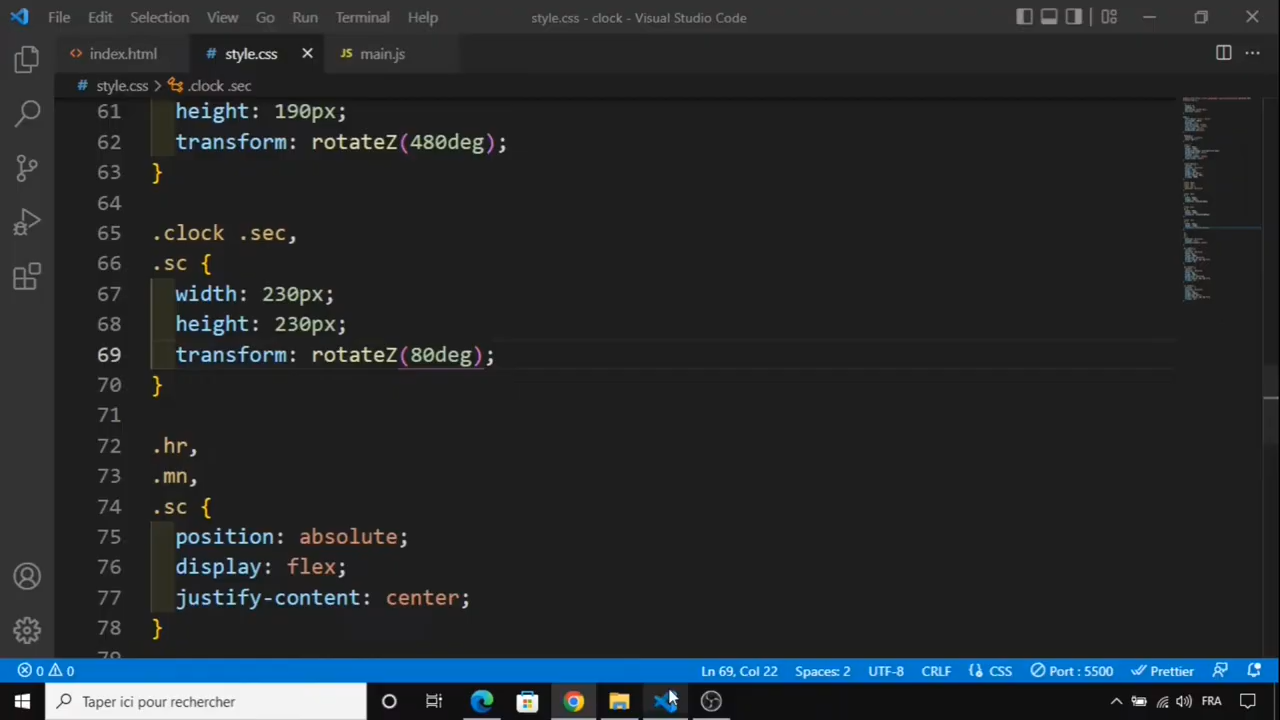 File Edit Selection View Go Run Terminal Help style.css - clock - Visual Studio Code
<> index.html # style.css × JS main.js
# style.css > .clock .sec
61 height: 190px;
62 transform: rotateZ(480deg);
63 }
64
65 .clock .sec,
66 .sc {
67 width: 230px;
68 height: 230px;
69 transform: rotateZ(80deg);
70 }
71
72 .hr,
73 .mn,
74 .sc {
75 position: absolute;
76 display: flex;
77 justify-content: center;
78 }
79
0 0 Ln 69, Col 22 Spaces: 2 UTF-8 CRLF {} CSS Port : 5500 Prettier
Taper ici pour rechercher FRA